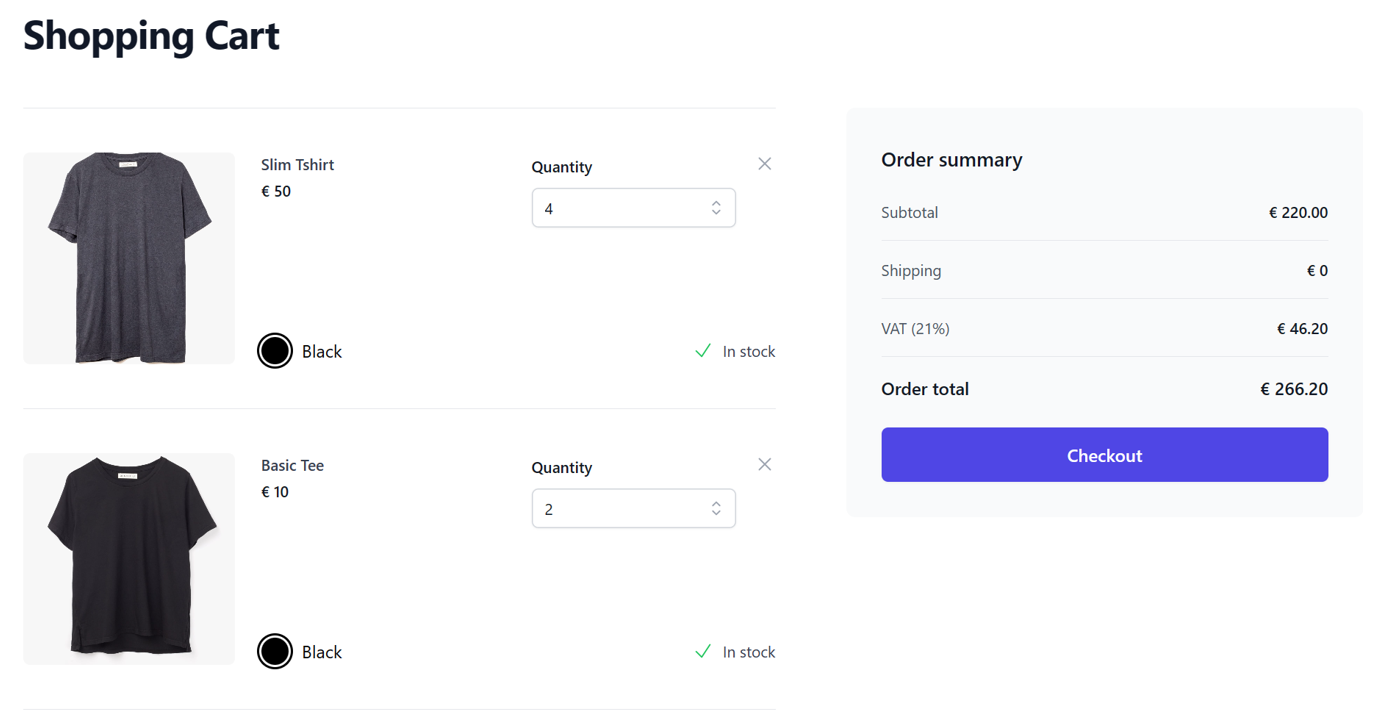 Shopping Cart
Slim Tshirt
€ 50
Quantity
4
Black
In stock
Basic Tee
€ 10
Quantity
2
Black
In stock
Order summary
Subtotal € 220.00
Shipping € 0
VAT (21%) € 46.20
Order total € 266.20
Checkout